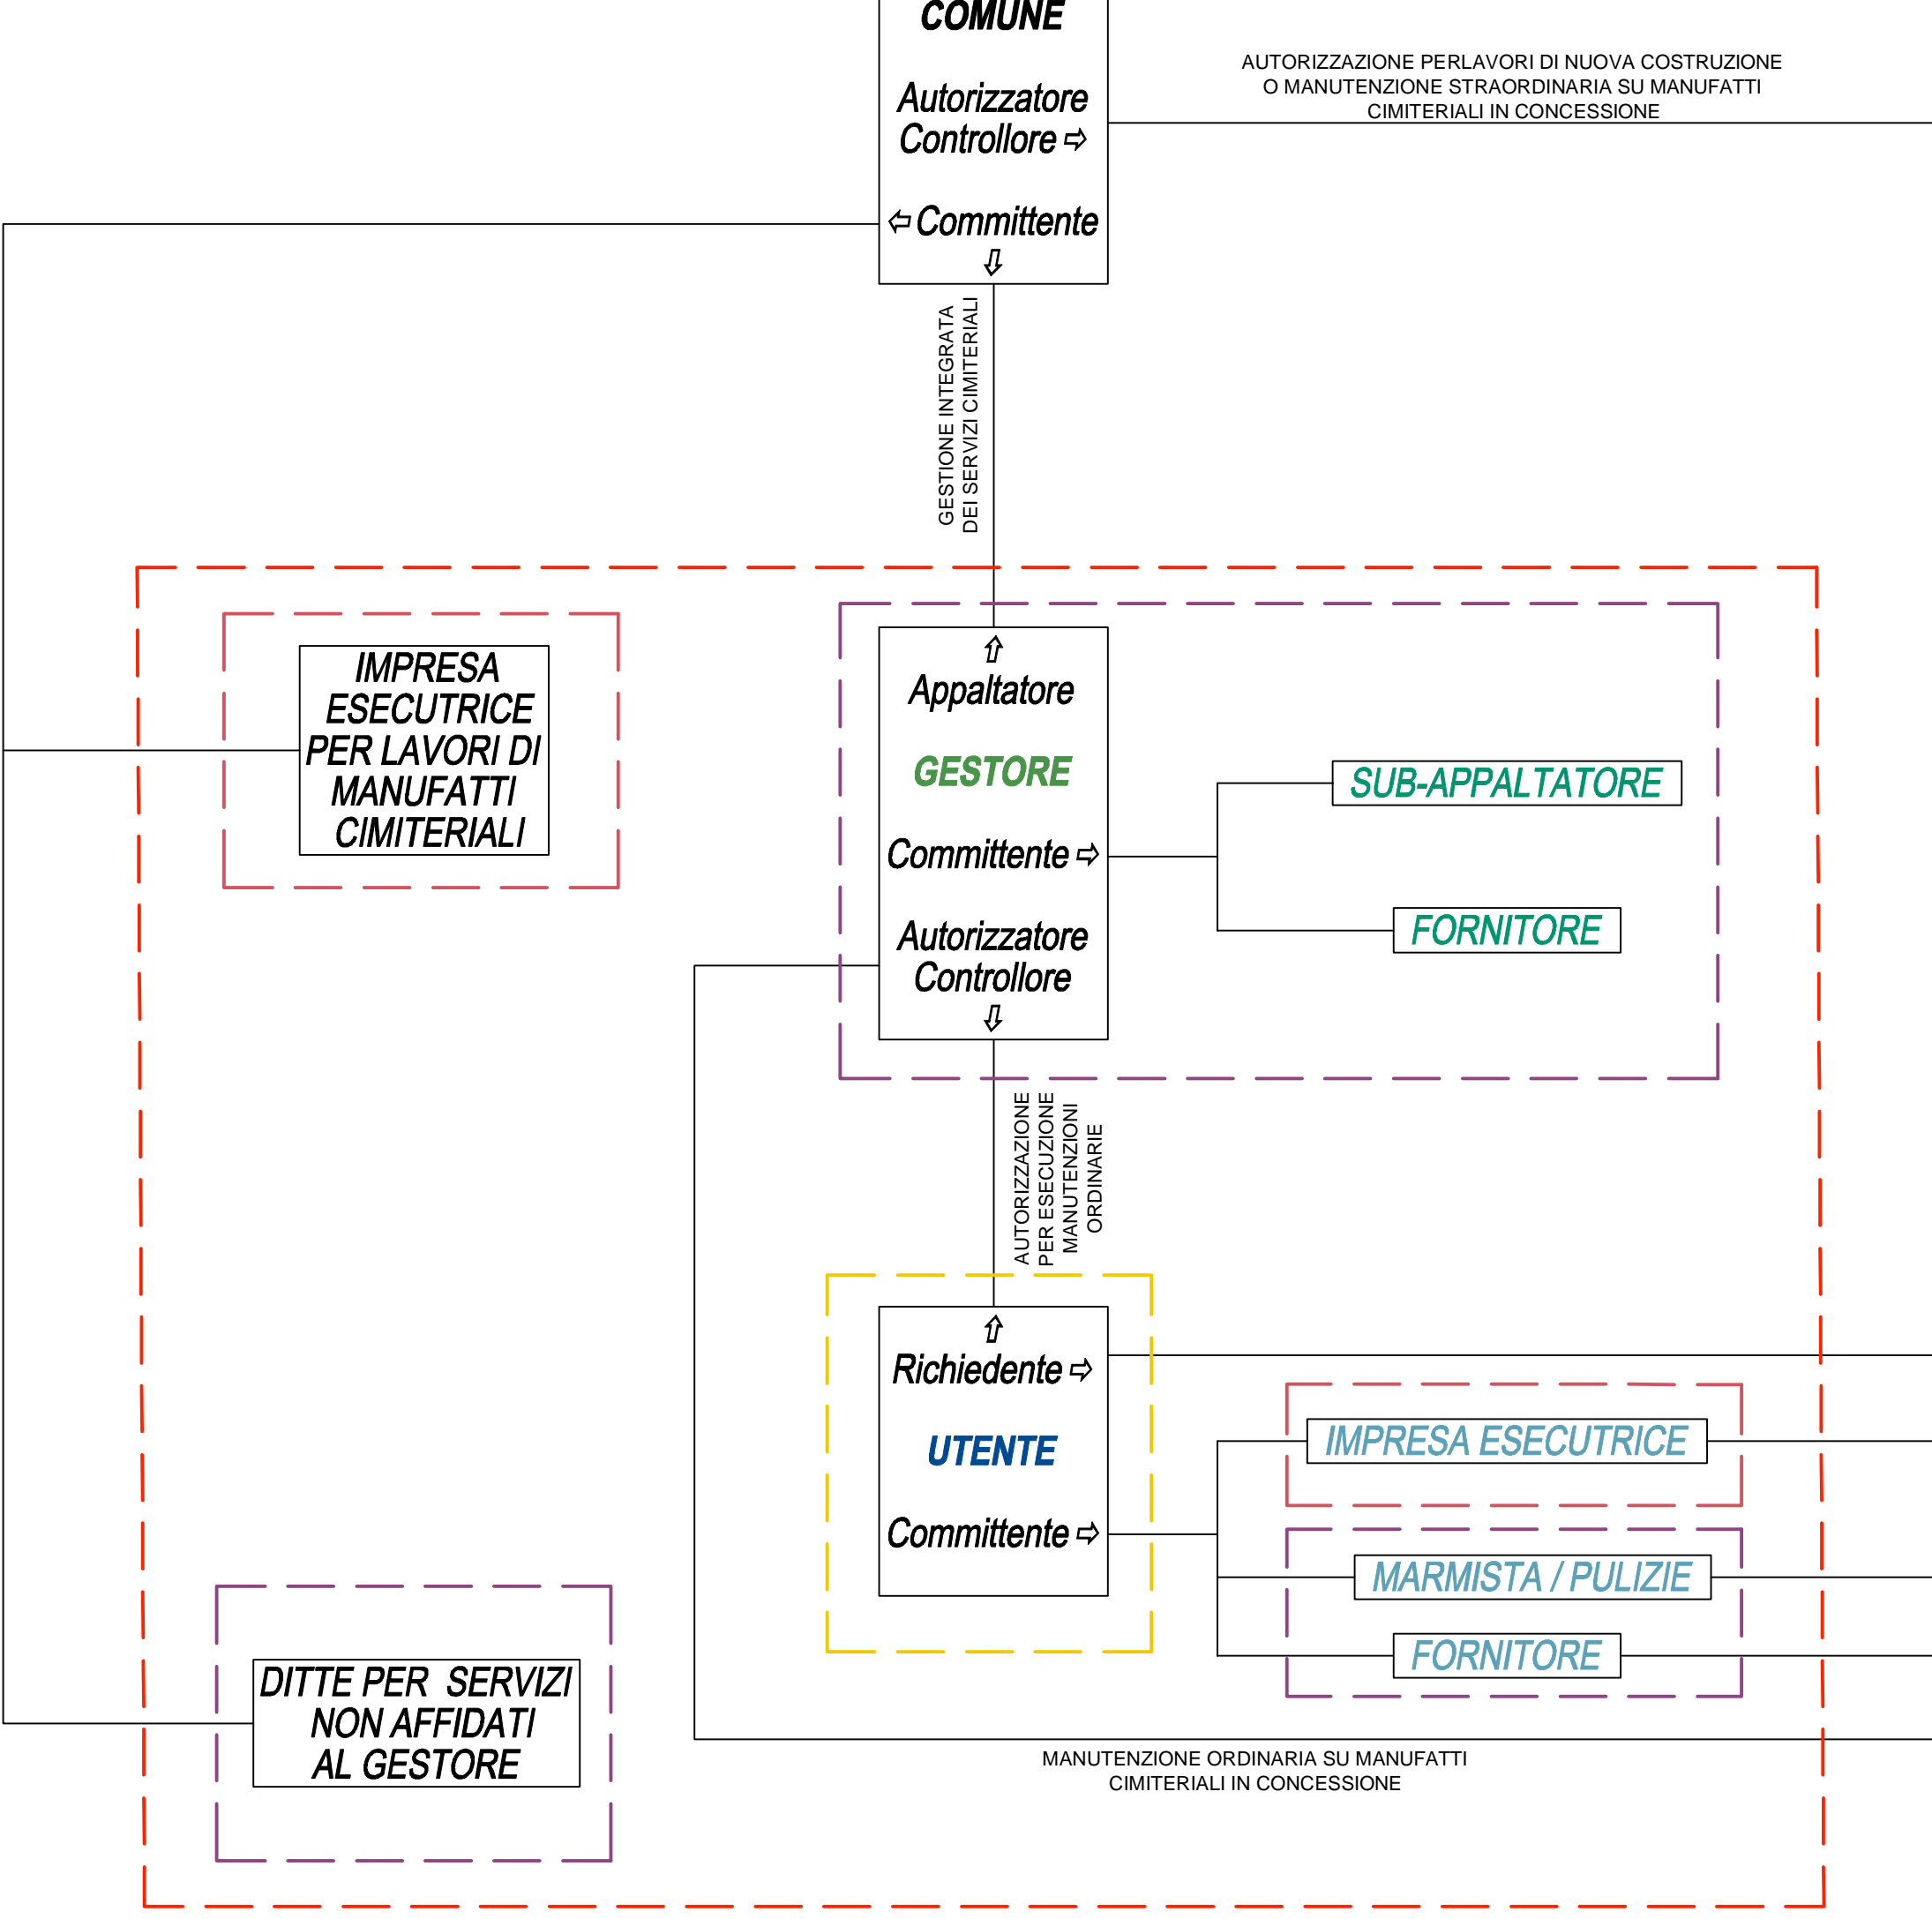 COMUNE
Autorizzatore
Controllore ⇨
⇦ Committente
⇩
AUTORIZZAZIONE PERLAVORI DI NUOVA COSTRUZIONE
O MANUTENZIONE STRAORDINARIA SU MANUFATTI
CIMITERIALI IN CONCESSIONE
GESTIONE INTEGRATA
DEI SERVIZI CIMITERIALI
IMPRESA
ESECUTRICE
PER LAVORI DI
MANUFATTI
CIMITERIALI
⇧
Appaltatore
GESTORE
Committente ⇨
Autorizzatore
Controllore
⇩
SUB-APPALTATORE
FORNITORE
AUTORIZZAZIONE
PER ESECUZIONE
MANUTENZIONI
ORDINARIE
⇧
Richiedente ⇨
UTENTE
Committente ⇨
IMPRESA ESECUTRICE
MARMISTA / PULIZIE
FORNITORE
DITTE PER SERVIZI
NON AFFIDATI
AL GESTORE
MANUTENZIONE ORDINARIA SU MANUFATTI
CIMITERIALI IN CONCESSIONE